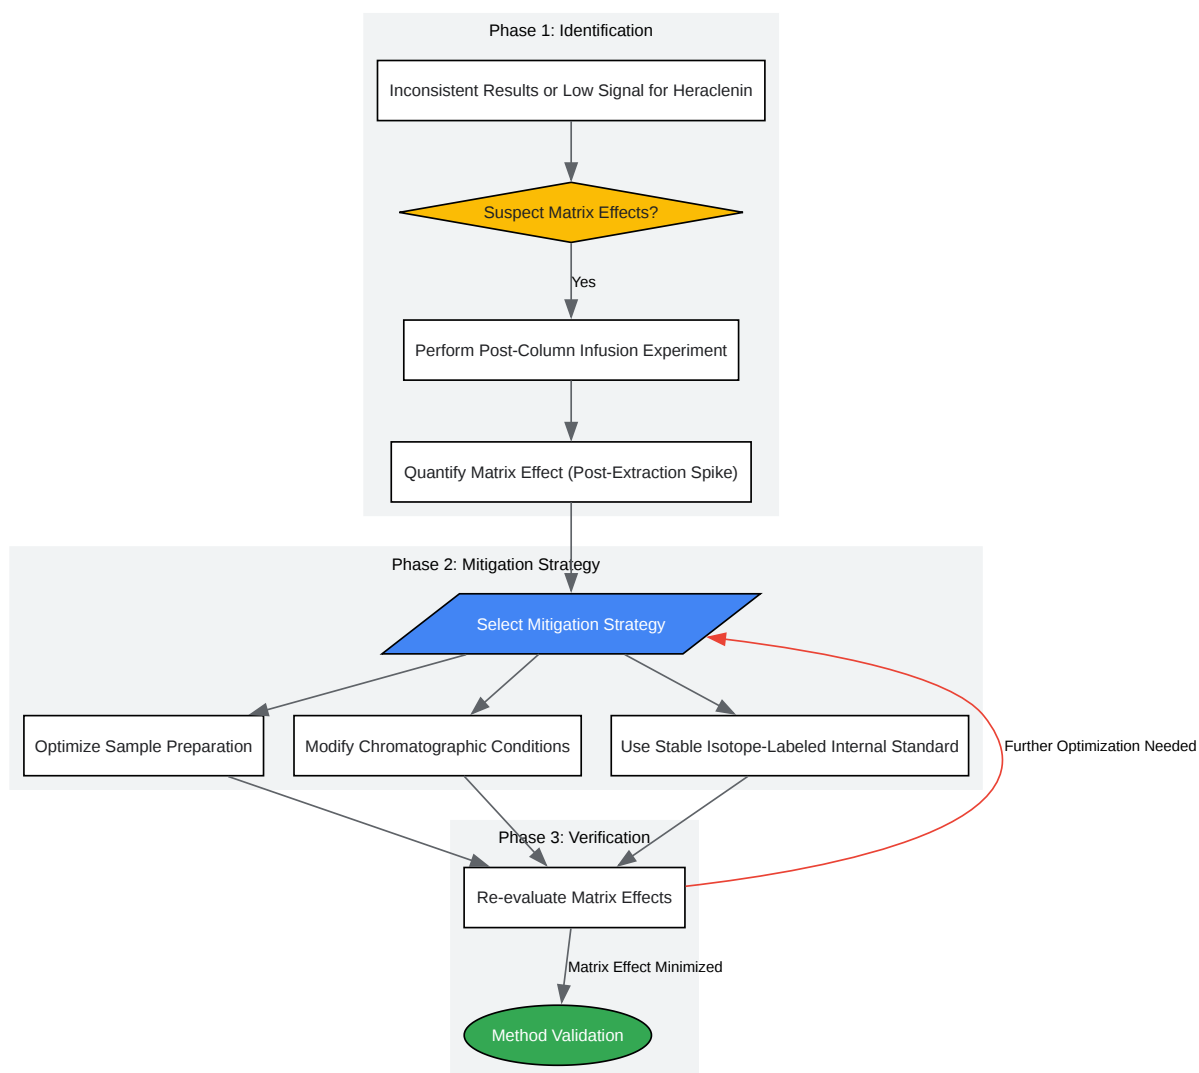 Phase 1: Identification
Inconsistent Results or Low Signal for Heraclenin
Suspect Matrix Effects?
Yes
Perform Post-Column Infusion Experiment
Quantify Matrix Effect (Post-Extraction Spike)
Phase 2: Mitigation Strategy
Select Mitigation Strategy
Optimize Sample Preparation
Modify Chromatographic Conditions
Use Stable Isotope-Labeled Internal Standard
Further Optimization Needed
Phase 3: Verification
Re-evaluate Matrix Effects
Matrix Effect Minimized
Method Validation